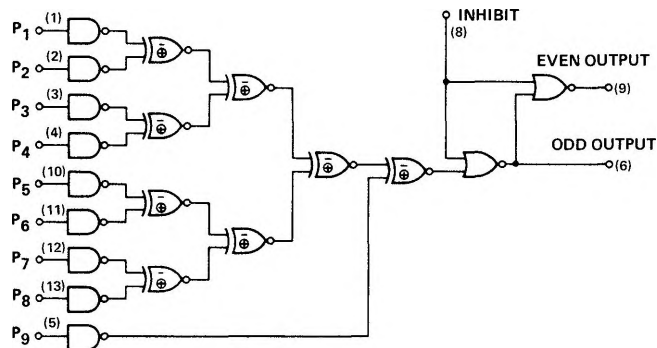 INHIBIT
(8)
EVEN OUTPUT
(9)
ODD OUTPUT
(6)
P1 (1)
P2 (2)
P3 (3)
P4 (4)
P5 (10)
P6 (11)
P7 (12)
P8 (13)
P9 (5)